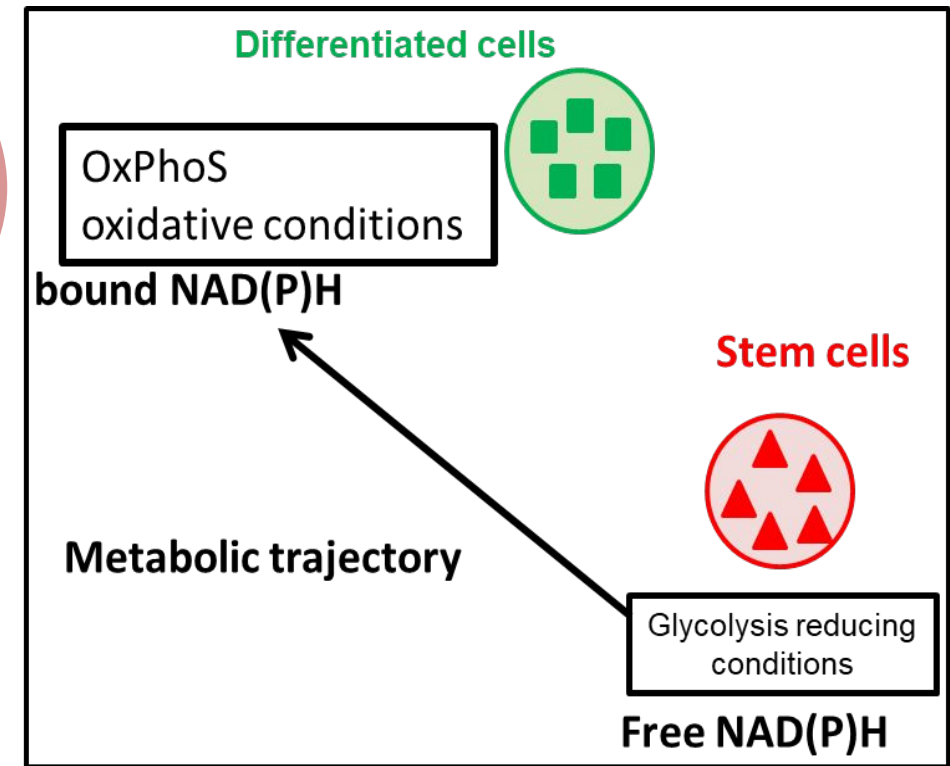 Differentiated cells
OxPhoS
oxidative conditions
bound NAD(P)H
Stem cells
Metabolic trajectory
Glycolysis reducing
conditions
Free NAD(P)H